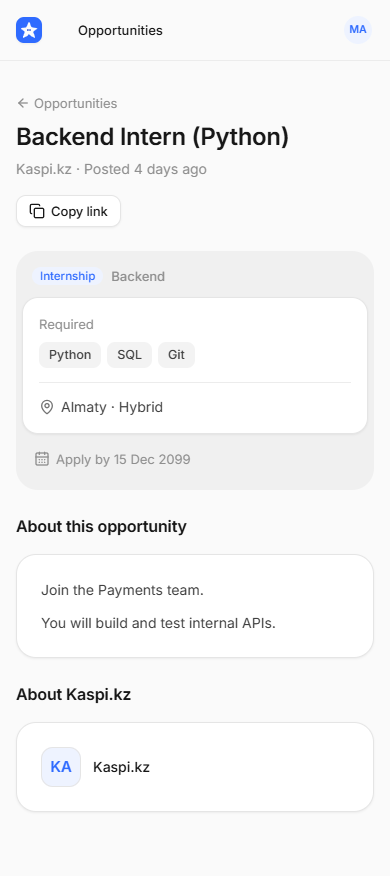 Opportunities
MA
Opportunities
Backend Intern (Python)
Kaspi.kz · Posted 4 days ago
Copy link
Internship Backend
Required
Python SQL Git
Almaty · Hybrid
Apply by 15 Dec 2099
About this opportunity
Join the Payments team.
You will build and test internal APIs.
About Kaspi.kz
KA Kaspi.kz